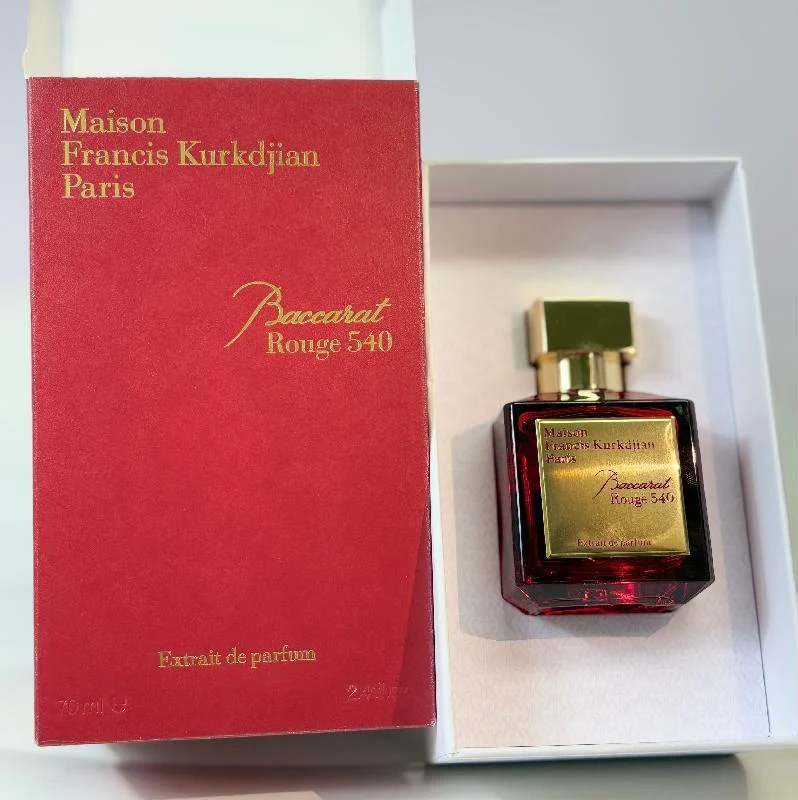 Maison
Francis Kurkdjian
Paris
Baccarat
Rouge 540
Extrait de parfum
70 ml ℮
Maison
Francis Kurkdjian
Paris
Baccarat
Rouge 540
Extrait de parfum